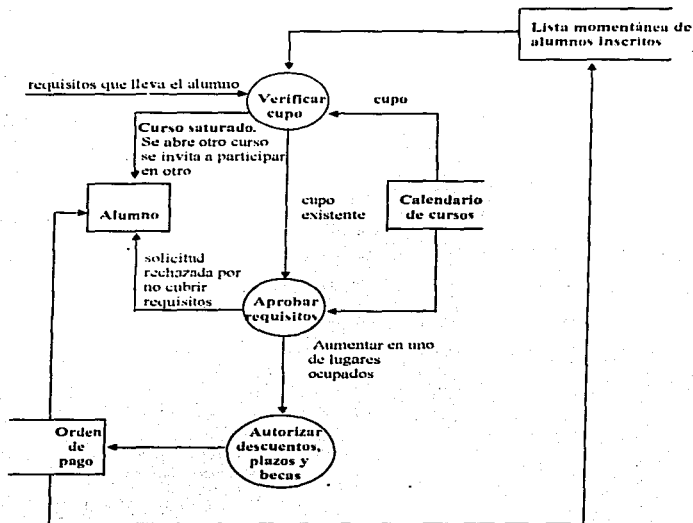 Lista momentánea de
alumnos inscritos
requisitos que lleva el alumno
Verificar
cupo
cupo
Curso saturado.
Se abre otro curso
se invita a participar
en otro
Alumno
cupo
existente
Calendario
de cursos
solicitud
rechazada por
no cubrir
requisitos
Aprobar
requisitos
Aumentar en uno
de lugares
ocupados
Orden
de
pago
Autorizar
descuentos,
plazos y
becas